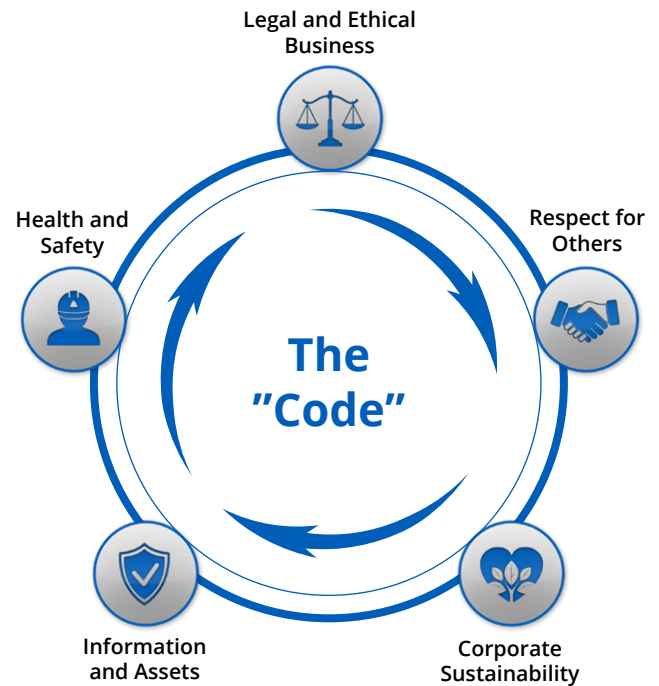 Legal and Ethical
Business
Respect for
Others
Health and
Safety
The
”Code”
Information
and Assets
Corporate
Sustainability